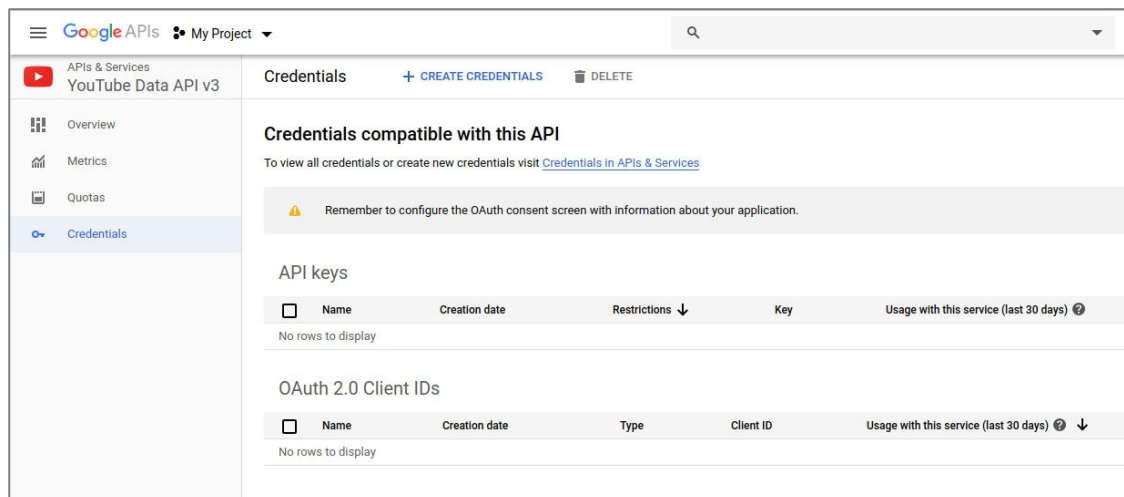 Google APIs My Project
APIs & Services
YouTube Data API v3
Overview
Metrics
Quotas
Credentials
Credentials + CREATE CREDENTIALS DELETE
Credentials compatible with this API
To view all credentials or create new credentials visit Credentials in APIs & Services
Remember to configure the OAuth consent screen with information about your application.
API keys
Name Creation date Restrictions Key Usage with this service (last 30 days)
No rows to display
OAuth 2.0 Client IDs
Name Creation date Type Client ID Usage with this service (last 30 days)
No rows to display